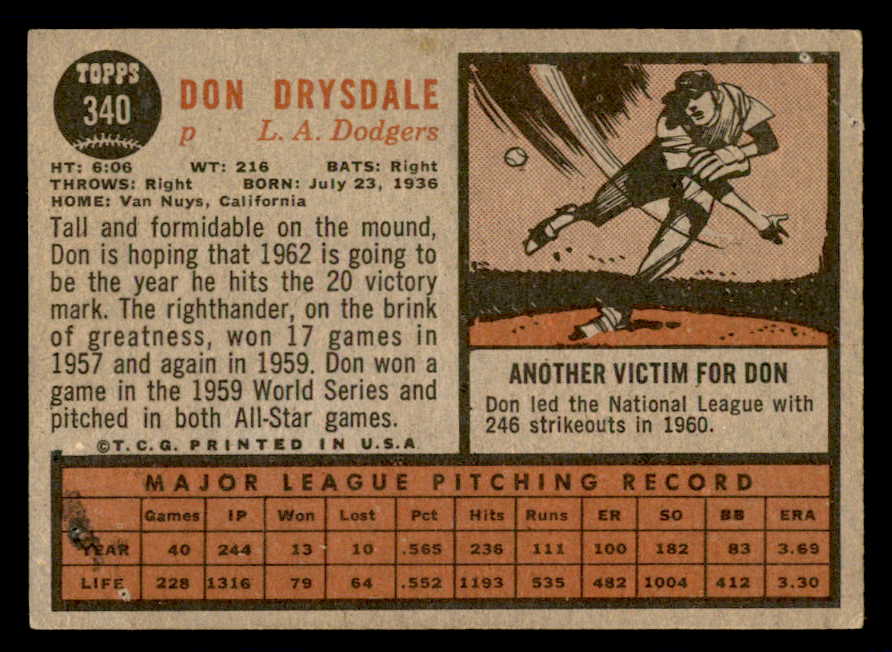 TOPPS
340
DON DRYSDALE
p L. A. Dodgers
HT: 6:06 WT: 216 BATS: Right
THROWS: Right BORN: July 23, 1936
HOME: Van Nuys, California
Tall and formidable on the mound,
Don is hoping that 1962 is going to
be the year he hits the 20 victory
mark. The righthander, on the brink
of greatness, won 17 games in
1957 and again in 1959. Don won a
game in the 1959 World Series and
pitched in both All-Star games.
©T.C.G. PRINTED IN U.S.A
ANOTHER VICTIM FOR DON
Don led the National League with
246 strikeouts in 1960.
MAJOR LEAGUE PITCHING RECORD
Games IP Won Lost Pct Hits Runs ER SO BB ERA
YEAR 40 244 13 10 .565 236 111 100 182 83 3.69
LIFE 228 1316 79 64 .552 1193 535 482 1004 412 3.30